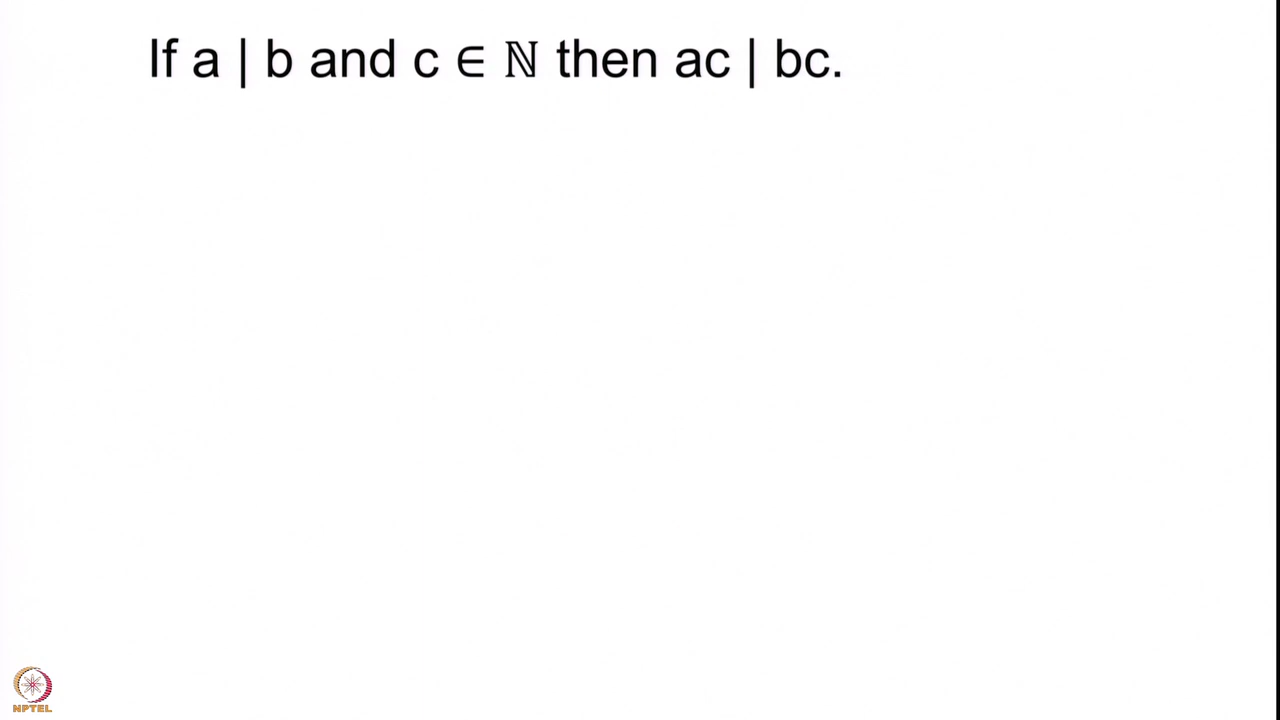 If a | b and c ∈ ℕ then ac | bc.
NPTEL